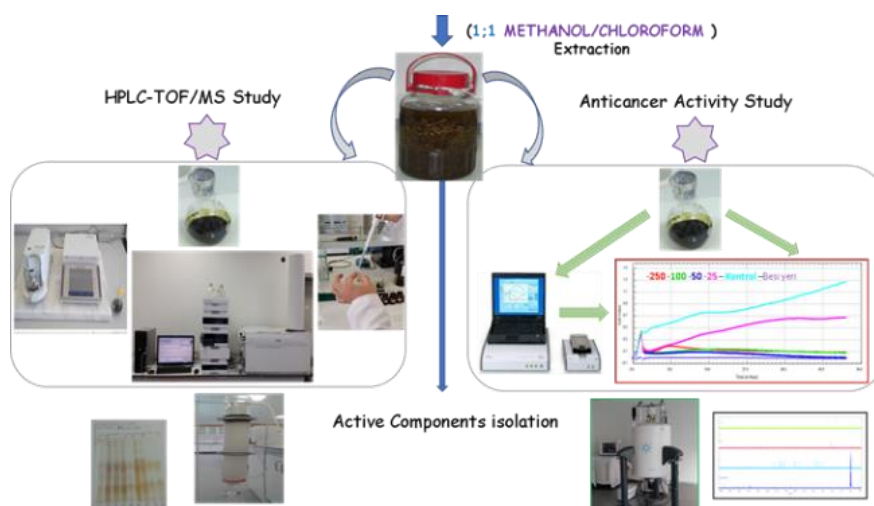 (1;1 METHANOL/CHLOROFORM )
Extraction
HPLC-TOF/MS Study
Anticancer Activity Study
-250-100-50-25-Kontrol-Besi yeri
Active Components isolation